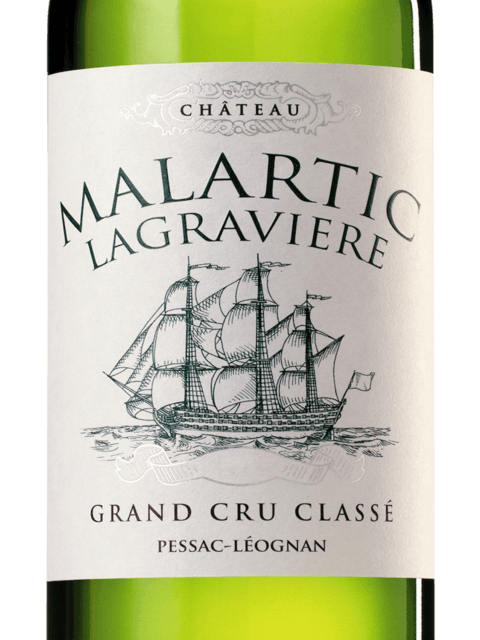 CHÂTEAU
MALARTIC
LAGRAVIERE
GRAND CRU CLASSÉ
PESSAC-LÉOGNAN